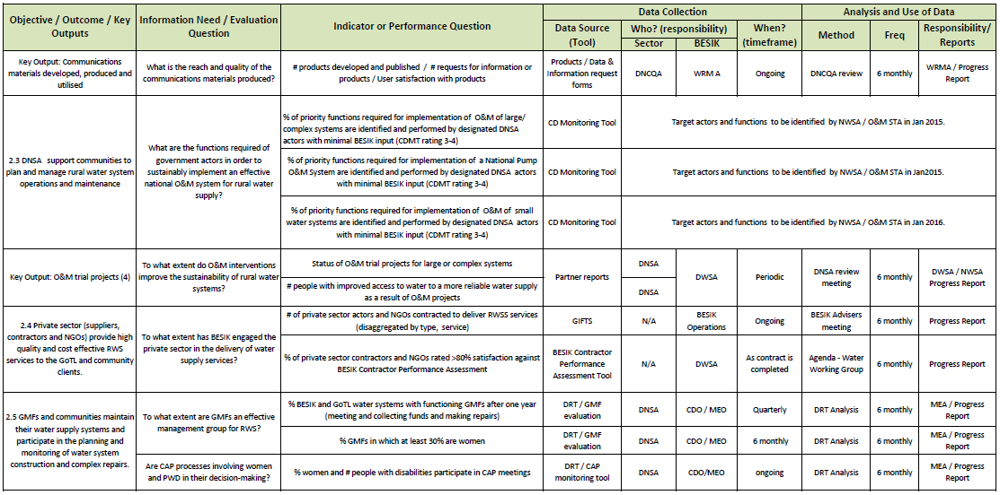 Objective / Outcome / Key
Outputs
Information Need / Evaluation
Question
Indicator or Performance Question
Data Collection
Analysis and Use of Data
Data Source
(Tool)
Who? (responsibility)
When?
(timeframe)
Method
Freq
Responsibility/
Reports
Sector
BESIK
Key Output: Communications
materials developed, produced and
utilised
What is the reach and quality of the
communications materials produced?
# products developed and published / # requests for information or
products / User satisfaction with products
Products / Data &
Information request
forms
DNCQA
WRM A
Ongoing
DNCQA review
6 monthly
WRMA / Progress
Report
2.3 DNSA support communities to
plan and manage rural water system
operations and maintenance
What are the functions required of
government actors in order to
sustainably implement an effective
national O&M system for rural water
supply?
% of priority functions required for implementation of O&M of large/
complex systems are identified and performed by designated DNSA
actors with minimal BESIK input (CDMT rating 3-4)
CD Monitoring Tool
Target actors and functions to be identified by NWSA / O&M STA in Jan 2015.
% of priority functions required for implementation of a National Pump
O&M System are identified and performed by designated DNSA actors
with minimal BESIK input (CDMT rating 3-4)
CD Monitoring Tool
Target actors and functions to be identified by NWSA / O&M STA in Jan2015.
% of priority functions required for implementation of O&M of small
water systems are identified and performed by designated DNSA actors
with minimal BESIK input (CDMT rating 3-4)
CD Monitoring Tool
Target actors and functions to be identified by NWSA / O&M STA in Jan 2016.
Key Output: O&M trial projects (4)
To what extent do O&M interventions
improve the sustainability of rural water
systems?
Status of O&M trial projects for large or complex systems
# people with improved access to water to a more reliable water supply
as a result of O&M projects
Partner reports
DNSA
DNSA
DWSA
Periodic
DNSA review
meeting
6 monthly
DWSA / NWSA
Progress Report
2.4 Private sector (suppliers,
contractors and NGOs) provide high
quality and cost effective RWS
services to the GoTL and community
clients.
To what extent has BESIK engaged the
private sector in the delivery of water
supply services?
# of private sector actors and NGOs contracted to deliver RWSS services
(disaggregated by type, service)
GIFTS
N/A
BESIK
Operations
Ongoing
BESIK Advisers
meeting
6 monthly
Progress Report
% of private sector contractors and NGOs rated >80% satisfaction against
BESIK Contractor Performance Assessment
BESIK Contractor
Performance
Assessment Tool
N/A
DWSA
As contract is
completed
Agenda - Water
Working Group
6 monthly
Progress Report
2.5 GMFs and communities maintain
their water supply systems and
participate in the planning and
monitoring of water system
construction and complex repairs.
To what extent are GMFs an effective
management group for RWS?
% BESIK and GoTL water systems with functioning GMFs after one year
(meeting and collecting funds and making repairs)
DRT / GMF
evaluation
DNSA
CDO / MEO
Quarterly
DRT Analysis
6 monthly
MEA / Progress
Report
% GMFs in which at least 30% are women
DRT / GMF
evaluation
DNSA
CDO / MEO
6 monthly
DRT Analysis
6 monthly
MEA / Progress
Report
Are CAP processes involving women
and PWD in their decision-making?
% women and # people with disabilities participate in CAP meetings
DRT / CAP
monitoring tool
DNSA
CDO/MEO
ongoing
DRT Analysis
6 monthly
MEA / Progress
Report